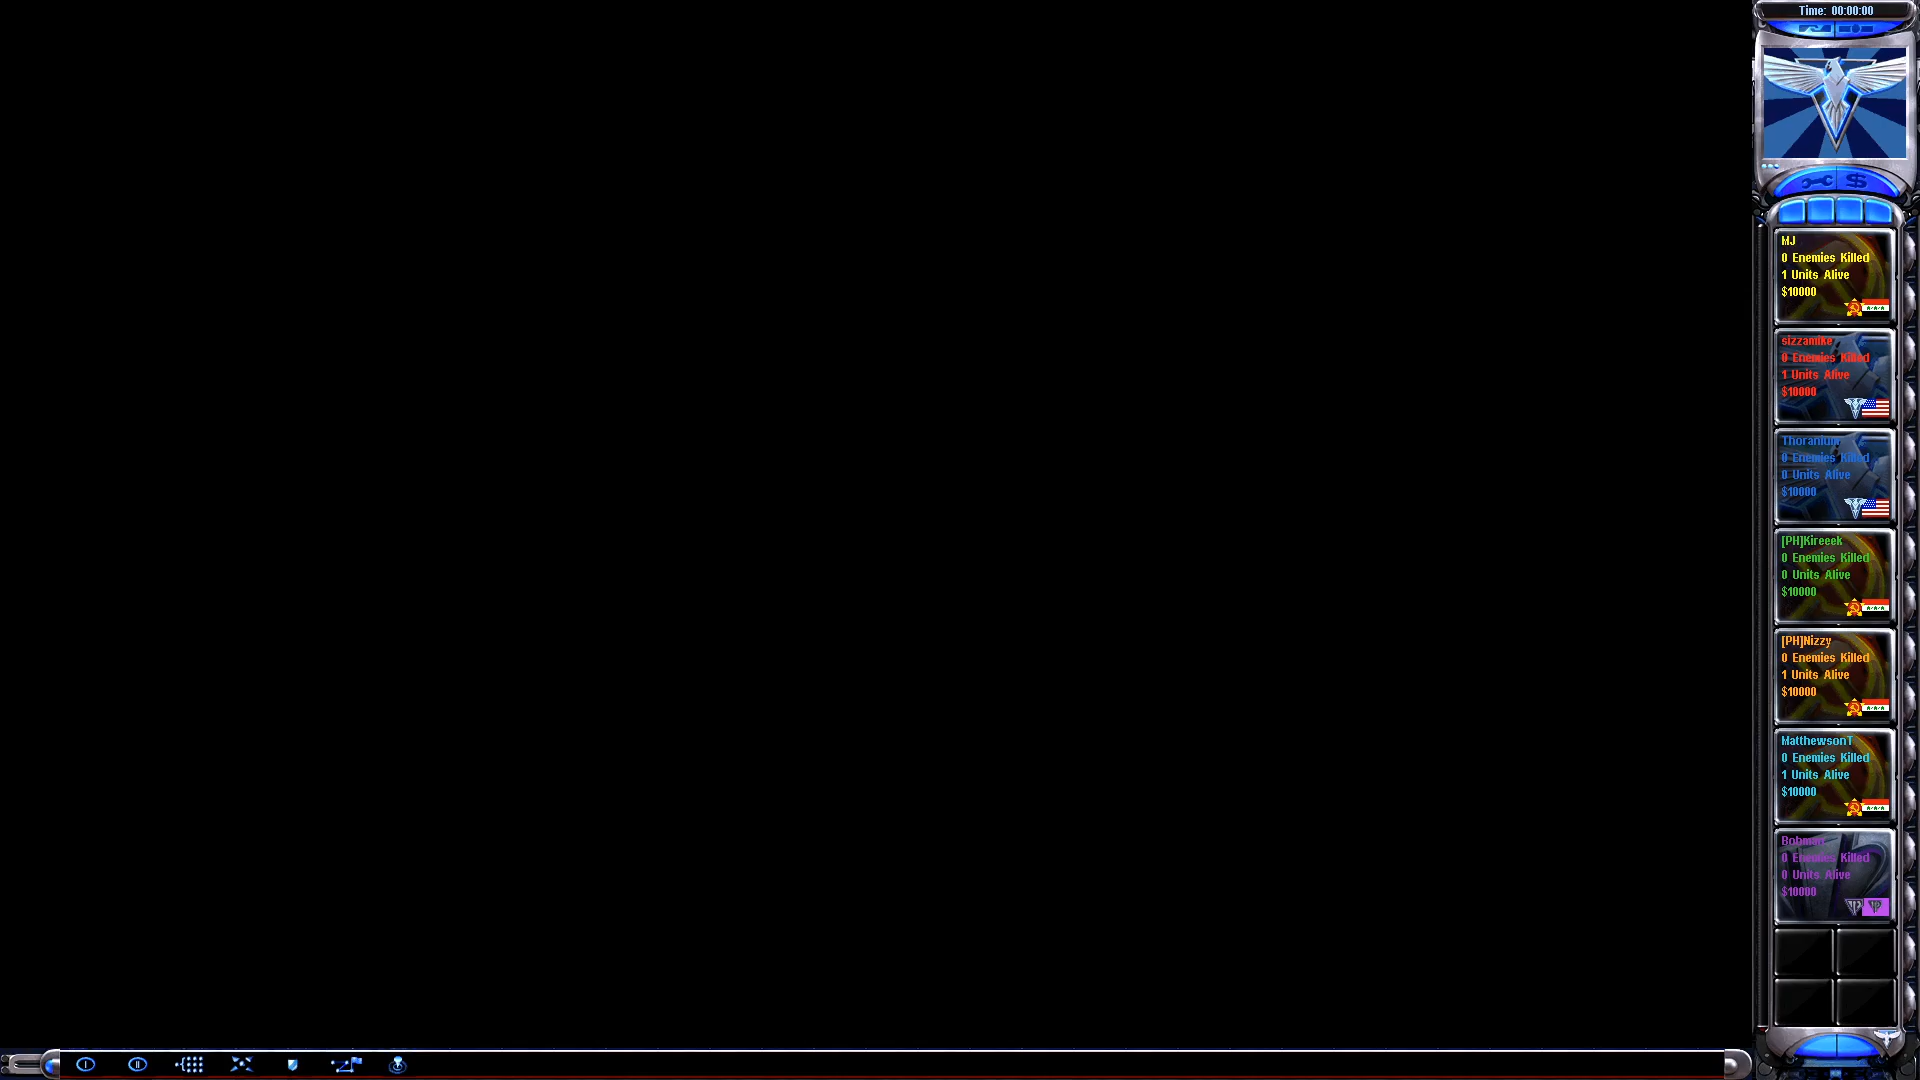 Time: 00:00:00
MJ
0 Enemies Killed
1 Units Alive
$10000
sizzamike
0 Enemies Killed
1 Units Alive
$10000
Thoranium
0 Enemies Killed
0 Units Alive
$10000
[PH]Kireeek
0 Enemies Killed
0 Units Alive
$10000
[PH]Nizzy
0 Enemies Killed
1 Units Alive
$10000
MatthewsonT
0 Enemies Killed
1 Units Alive
$10000
0 Enemies Killed
0 Units Alive
$10000